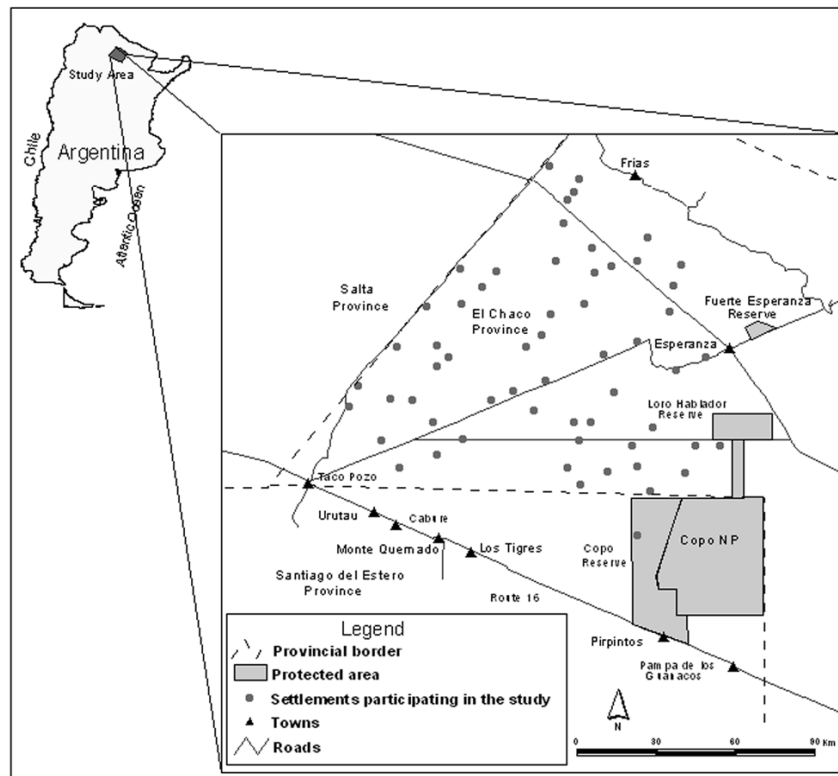 Study Area
Chile
Argentina
Atlantic Ocean
Frias
Salta
Province
El Chaco
Province
Fuerte Esperanza
Reserve
Esperanza
Loro Hablador
Reserve
Taco Pozo
Urutau
Cabure
Monte Quemado
Los Tigres
Copo
Reserve
Copo NP
Santiago del Estero
Province
Route 16
Pirpintos
Pampa de los
Guanacos
Legend
Provincial border
Protected area
Settlements participating in the study
Towns
Roads
N
0 30 60 90 Km